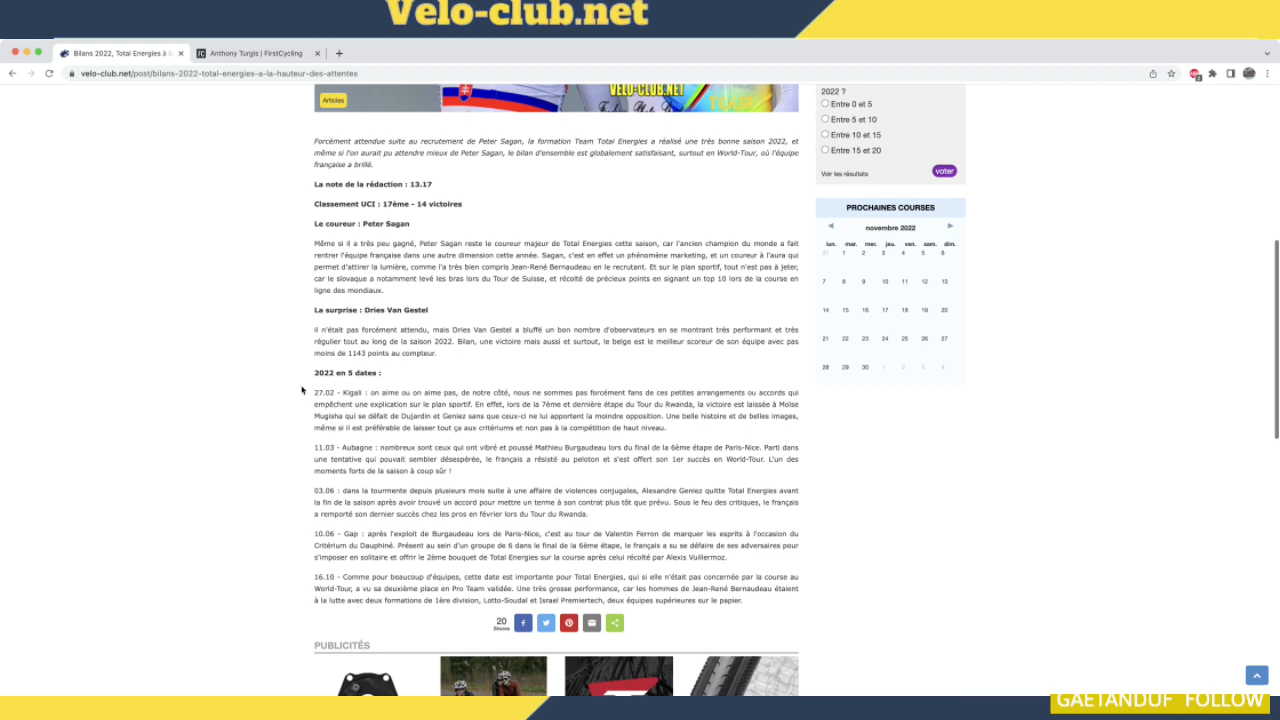 Velo-club.net
Bilans 2022, Total Energies à l
Anthony Turgis | FirstCycling
velo-club.net/post/bilans-2022-total-energies-a-la-hauteur-des-attentes
Articles
VELO-CLUB.NET
TOUR
Forcément attendue suite au recrutement de Peter Sagan, la formation Team Total Energies a réalisé une très bonne saison 2022, et
même si l'on aurait pu attendre mieux de Peter Sagan, le bilan d'ensemble est globalement satisfaisant, surtout en World-Tour, où l'équipe
française a brillé.
La note de la rédaction : 13.17
Classement UCI : 17ème - 14 victoires
Le coureur : Peter Sagan
Même si il a très peu gagné, Peter Sagan reste le coureur majeur de Total Energies cette saison, car l'ancien champion du monde a fait
rentrer l'équipe française dans une autre dimension cette année. Sagan, c'est en effet un phénomène marketing, et un coureur à l'aura qui
permet d'attirer la lumière, comme l'a très bien compris Jean-René Bernaudeau en le recrutant. Et sur le plan sportif, tout n'est pas à jeter,
car le slovaque a notamment levé les bras lors du Tour de Suisse, et récolté de précieux points en signant un top 10 lors de la course en
ligne des mondiaux.
La surprise : Dries Van Gestel
Il n'était pas forcément attendu, mais Dries Van Gestel a bluffé un bon nombre d'observateurs en se montrant très performant et très
régulier tout au long de la saison 2022. Bilan, une victoire mais aussi et surtout, le belge est le meilleur scoreur de son équipe avec pas
moins de 1143 points au compteur.
2022 en 5 dates :
27.02 - Kigali : on aime ou on aime pas, de notre côté, nous ne sommes pas forcément fans de ces petites arrangements ou accords qui
empêchent une explication sur le plan sportif. En effet, lors de la 7ème et dernière étape du Tour du Rwanda, la victoire est laissée à Moïse
Mugisha qui se défait de Dujardin et Geniez sans que ceux-ci ne lui apportent la moindre opposition. Une belle histoire et de belles images,
même si il est préférable de laisser tout ça aux critériums et non pas à la compétition de haut niveau.
11.03 - Aubagne : nombreux sont ceux qui ont vibré et poussé Mathieu Burgaudeau lors du final de la 6ème étape de Paris-Nice. Parti dans
une tentative qui pouvait sembler désespérée, le français a résisté au peloton et s'est offert son 1er succès en World-Tour. L'un des
moments forts de la saison à coup sûr !
03.06 : dans la tourmente depuis plusieurs mois suite à une affaire de violences conjugales, Alexandre Geniez quitte Total Energies avant
la fin de la saison après avoir trouvé un accord pour mettre un terme à son contrat plus tôt que prévu. Sous le feu des critiques, le français
a remporté son dernier succès chez les pros en février lors du Tour du Rwanda.
10.06 - Gap : après l'exploit de Burgaudeau lors de Paris-Nice, c'est au tour de Valentin Ferron de marquer les esprits à l'occasion du
Critérium du Dauphiné. Présent au sein d'un groupe de 6 dans le final de la 6ème étape, le français a su se défaire de ses adversaires pour
s'imposer en solitaire et offrir le 2ème bouquet de Total Energies sur la course après celui récolté par Alexis Vuillermoz.
16.10 - Comme pour beaucoup d'équipes, cette date est importante pour Total Energies, qui si elle n'était pas concernée par la course au
World-Tour, a vu sa deuxième place en Pro Team validée. Une très grosse performance, car les hommes de Jean-René Bernaudeau étaient
à la lutte avec deux formations de 1ère division, Lotto-Soudal et Israel Premiertech, deux équipes supérieures sur le papier.
20
Shares
PUBLICITÉS
2022 ?
Entre 0 et 5
Entre 5 et 10
Entre 10 et 15
Entre 15 et 20
Voir les résultats
voter
PROCHAINES COURSES
novembre 2022
lun. mar. mer. jeu. ven. sam. dim.
31 1 2 3 4 5 6
7 8 9 10 11 12 13
14 15 16 17 18 19 20
21 22 23 24 25 26 27
28 29 30 1 2 3 4
GAETANDUF FOLLOW